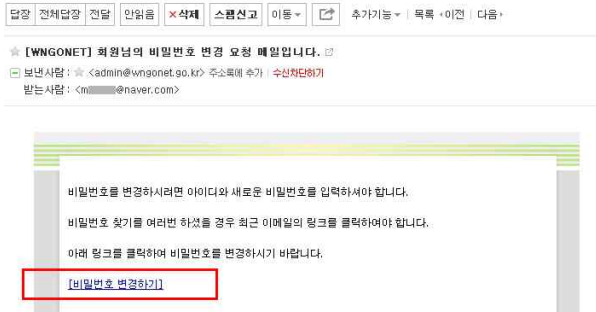 답장 전체답장 전달 안읽음 ×삭제 스팸신고 이동 추가기능 목록 이전 다음
[WNGONET] 회원님의 비밀번호 변경 요청 메일입니다.
보낸사람 : <admin@wngonet.go.kr> 주소록에 추가 | 수신차단하기
받는사람 : <m @naver.com>
비밀번호를 변경하시려면 아이디와 새로운 비밀번호를 입력하셔야 합니다.
비밀번호 찾기를 여러번 하셨을 경우 최근 이메일의 링크를 클릭하여야 합니다.
아래 링크를 클릭하여 비밀번호를 변경하시기 바랍니다.
[비밀번호 변경하기]